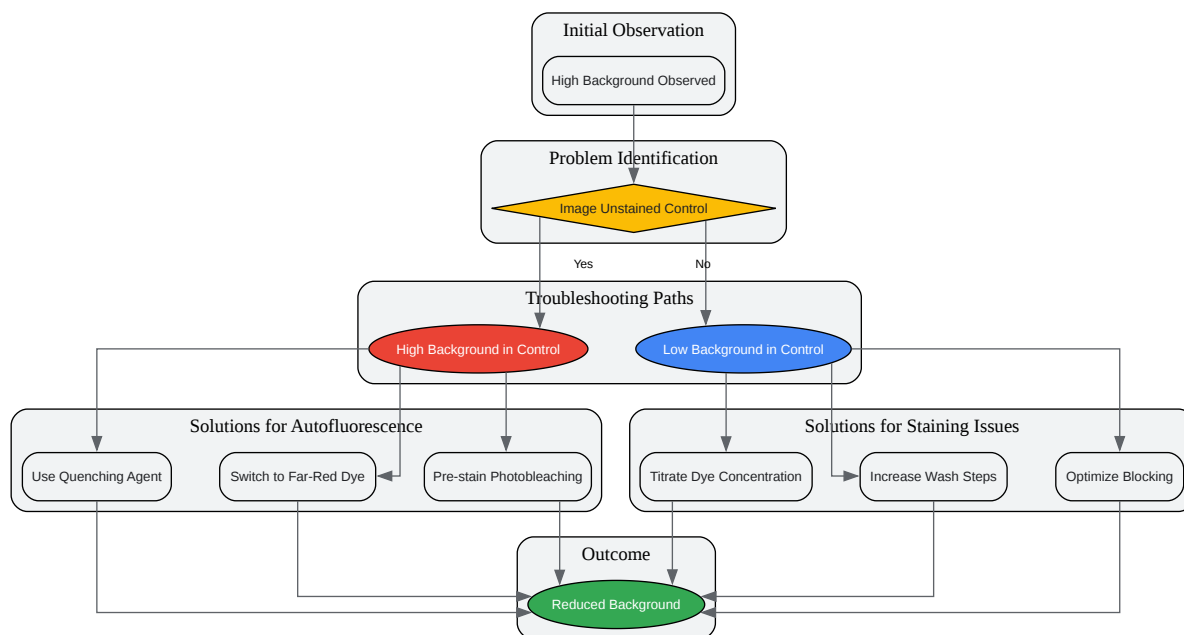 Initial Observation
High Background Observed
Problem Identification
Image Unstained Control
Yes
No
Troubleshooting Paths
High Background in Control
Low Background in Control
Solutions for Autofluorescence
Solutions for Staining Issues
Use Quenching Agent
Switch to Far-Red Dye
Pre-stain Photobleaching
Titrate Dye Concentration
Increase Wash Steps
Optimize Blocking
Outcome
Reduced Background